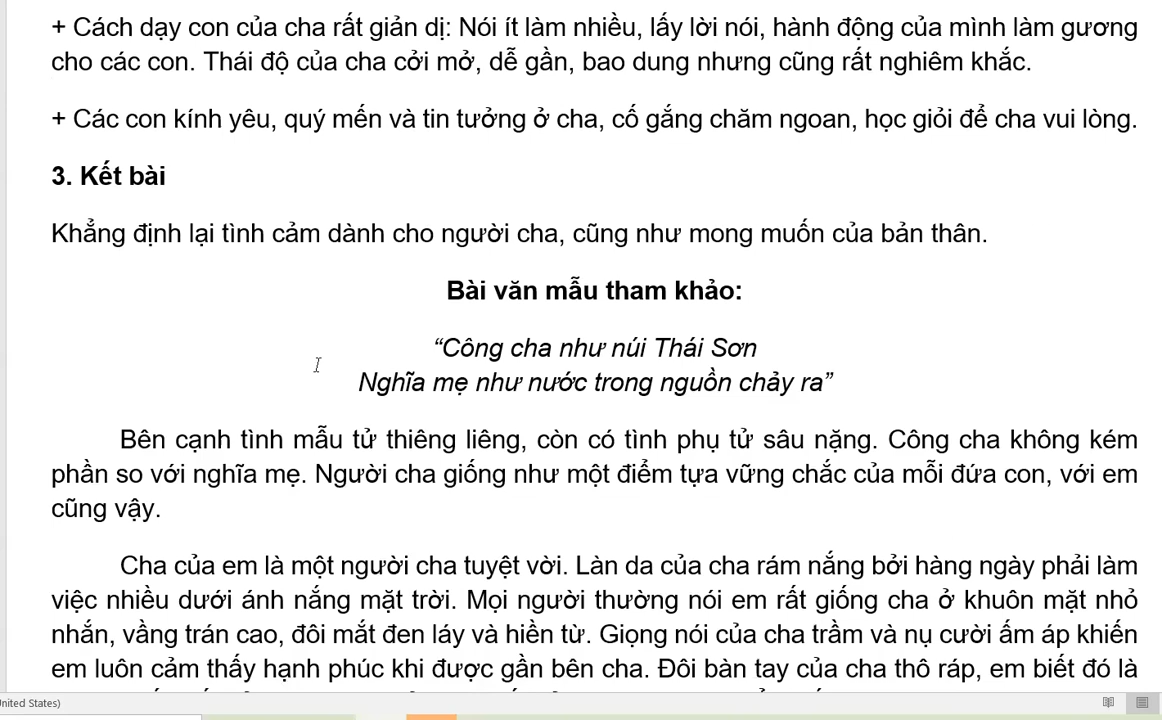 + Cách dạy con của cha rất giản dị: Nói ít làm nhiều, lấy lời nói, hành động của mình làm gương
cho các con. Thái độ của cha cởi mở, dễ gần, bao dung nhưng cũng rất nghiêm khắc.
+ Các con kính yêu, quý mến và tin tưởng ở cha, cố gắng chăm ngoan, học giỏi để cha vui lòng.
3. Kết bài
Khẳng định lại tình cảm dành cho người cha, cũng như mong muốn của bản thân.
Bài văn mẫu tham khảo:
“Công cha như núi Thái Sơn
Nghĩa mẹ như nước trong nguồn chảy ra”
Bên cạnh tình mẫu tử thiêng liêng, còn có tình phụ tử sâu nặng. Công cha không kém
phần so với nghĩa mẹ. Người cha giống như một điểm tựa vững chắc của mỗi đứa con, với em
cũng vậy.
Cha của em là một người cha tuyệt vời. Làn da của cha rám nắng bởi hàng ngày phải làm
việc nhiều dưới ánh nắng mặt trời. Mọi người thường nói em rất giống cha ở khuôn mặt nhỏ
nhắn, vầng trán cao, đôi mắt đen láy và hiền từ. Giọng nói của cha trầm và nụ cười ấm áp khiến
em luôn cảm thấy hạnh phúc khi được gần bên cha. Đôi bàn tay của cha thô ráp, em biết đó là
nited States)